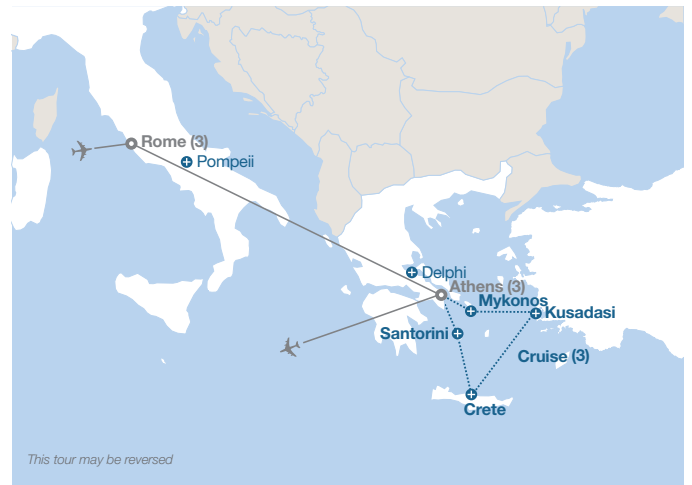 Rome (3)
Pompeii
Delphi
Athens (3)
Mykonos
Kusadasi
Santorini
Cruise (3)
Crete
This tour may be reversed